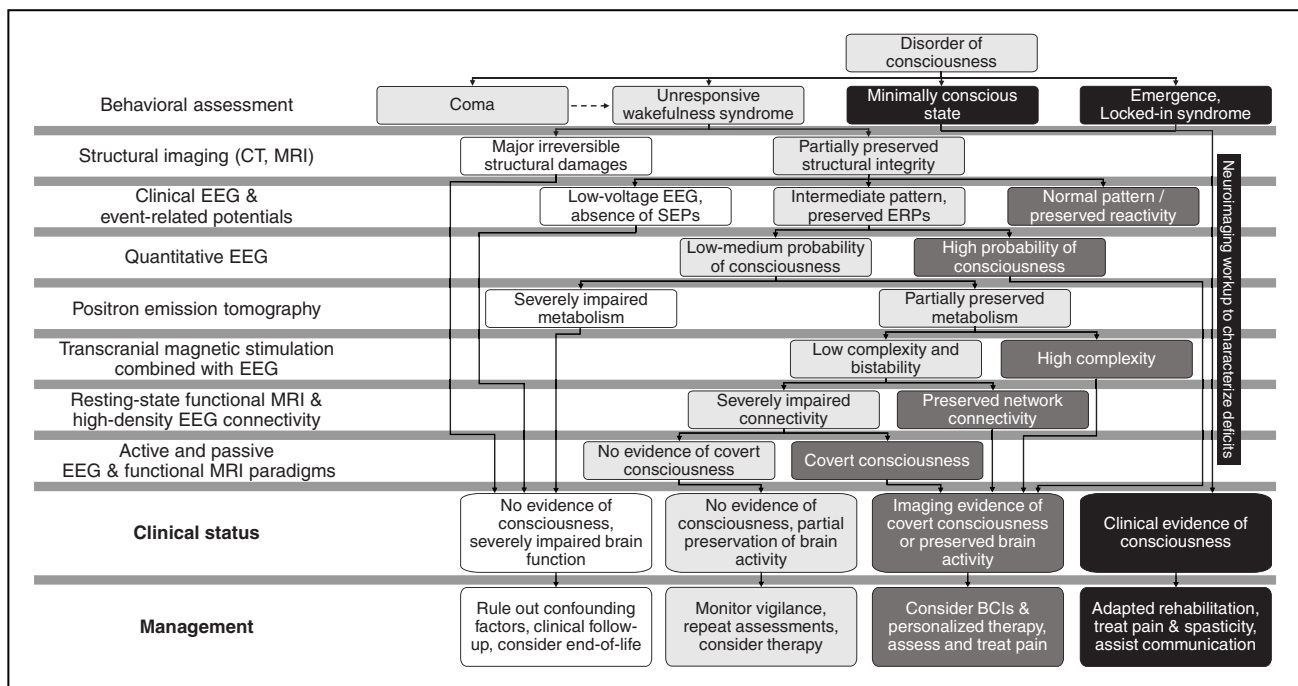 Disorder of
consciousness
Behavioral assessment
Coma
Unresponsive
wakefulness syndrome
Minimally conscious
state
Emergence,
Locked-in syndrome
Structural imaging (CT, MRI)
Major irreversible
structural damages
Partially preserved
structural integrity
Neuroimaging workup to characterize deficits
Clinical EEG &
event-related potentials
Low-voltage EEG,
absence of SEPs
Intermediate pattern,
preserved ERPs
Normal pattern /
preserved reactivity
Quantitative EEG
Low-medium probability
of consciousness
High probability of
consciousness
Positron emission tomography
Severely impaired
metabolism
Partially preserved
metabolism
Transcranial magnetic stimulation
combined with EEG
Low complexity and
bistability
High complexity
Resting-state functional MRI &
high-density EEG connectivity
Severely impaired
connectivity
Preserved network
connectivity
Active and passive
EEG & functional MRI paradigms
No evidence of covert
consciousness
Covert consciousness
Clinical status
No evidence of
consciousness,
severely impaired brain
function
No evidence of
consciousness, partial
preservation of brain
activity
Imaging evidence of
covert consciousness
or preserved brain
activity
Clinical evidence of
consciousness
Management
Rule out confounding
factors, clinical follow-
up, consider end-of-life
Monitor vigilance,
repeat assessments,
consider therapy
Consider BCIs &
personalized therapy,
assess and treat pain
Adapted rehabilitation,
treat pain & spasticity,
assist communication